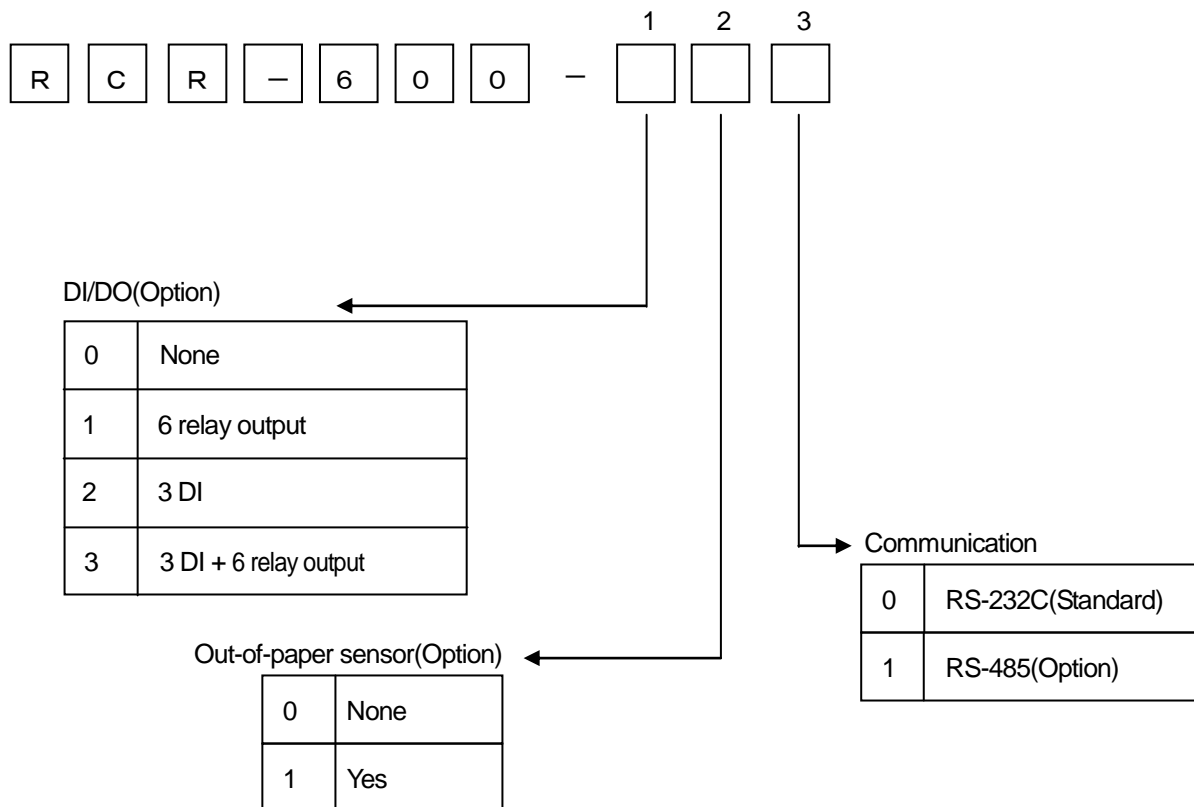 1 2 3
R C R - 6 0 0 -
DI/DO(Option)
0 None
1 6 relay output
2 3 DI
3 3 DI + 6 relay output
Communication
0 RS-232C(Standard)
1 RS-485(Option)
Out-of-paper sensor(Option)
0 None
1 Yes